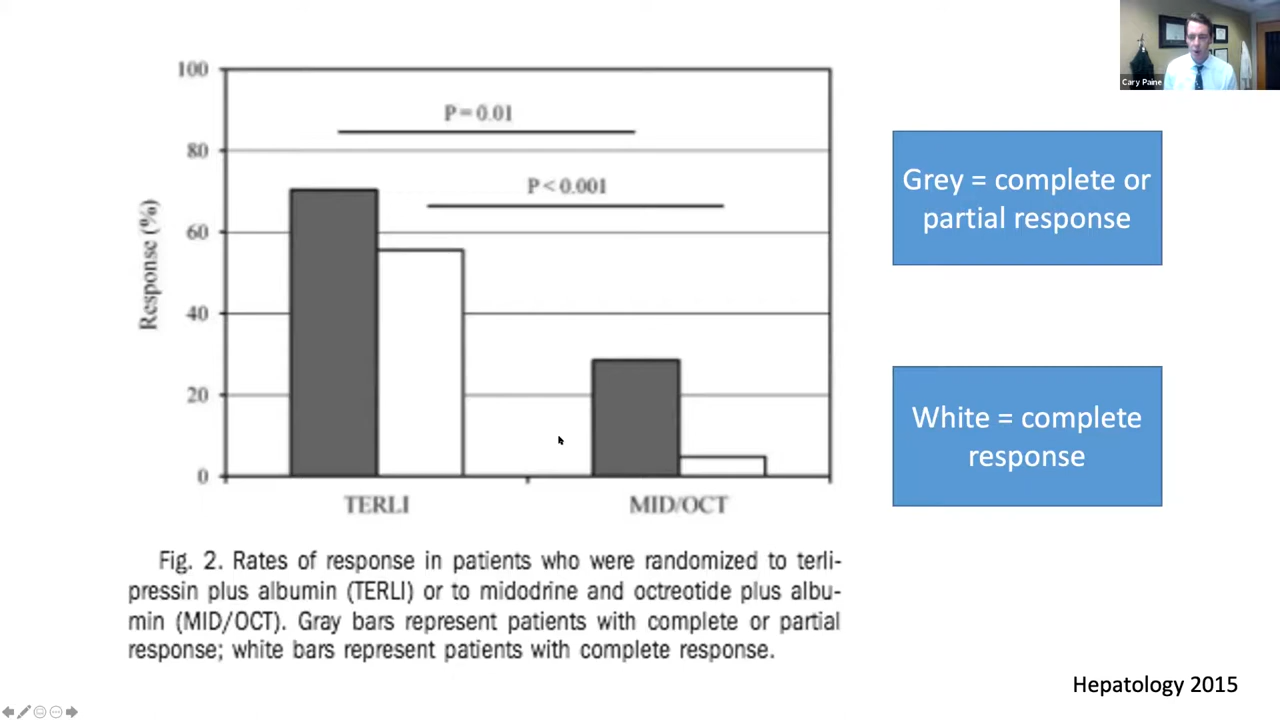 Cary Paine
100
P = 0.01
80
P < 0.001
60
40
20
0
Response (%)
TERLI
MID/OCT
Grey = complete or
partial response
White = complete
response
Fig. 2. Rates of response in patients who were randomized to terli-
pressin plus albumin (TERLI) or to midodrine and octreotide plus albu-
min (MID/OCT). Gray bars represent patients with complete or partial
response; white bars represent patients with complete response.
Hepatology 2015